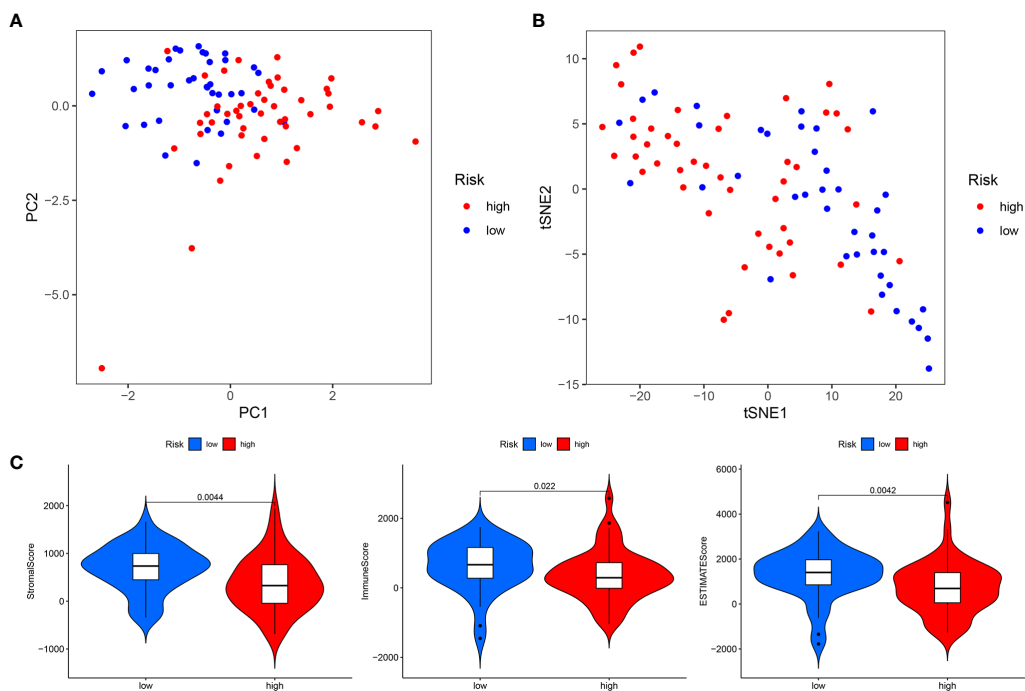 A
0.0
−2.5
−5.0
PC2
−2
0
2
PC1
Risk
high
low
B
10
5
0
−5
−10
−15
tSNE2
−20
−10
0
10
20
tSNE1
Risk
high
low
C
Risk low high
0.0044
2000
1000
0
−1000
StromalScore
low high
Risk low high
0.022
2000
0
−2000
ImmuneScore
low high
Risk low high
0.0042
6000
4000
2000
0
−2000
ESTIMATEScore
low high